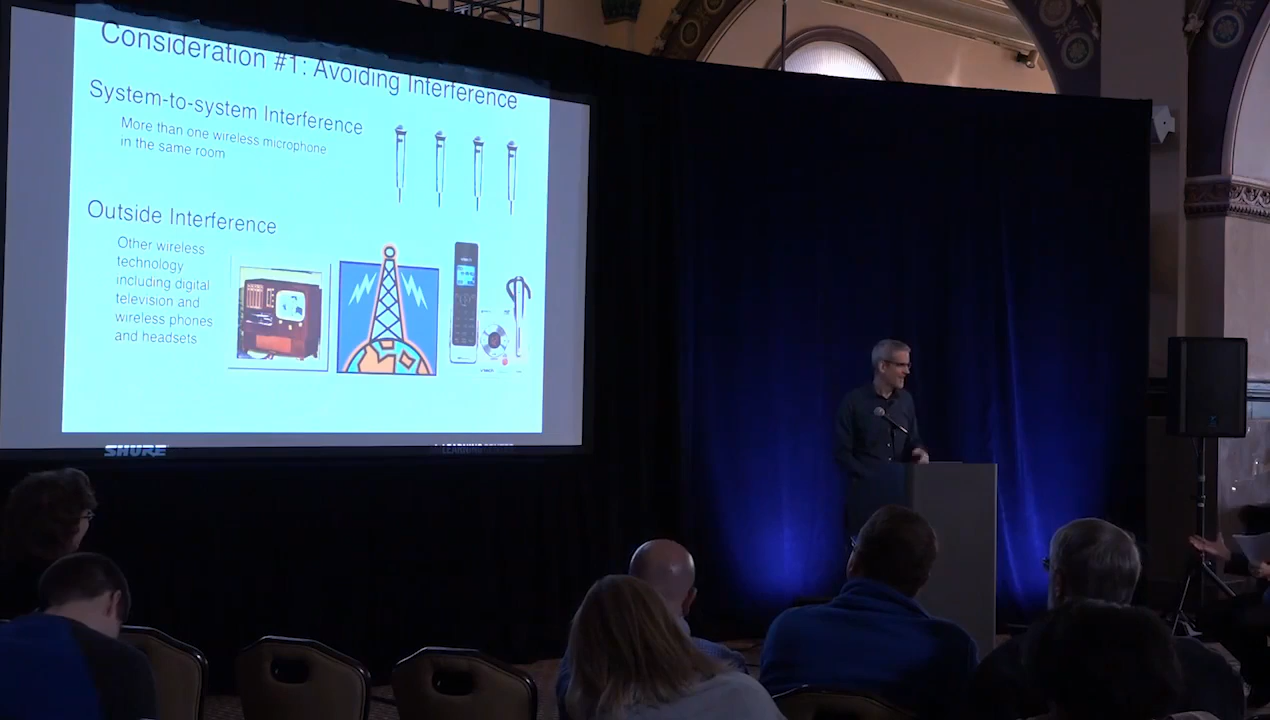 Consideration #1: Avoiding Interference
System-to-system Interference
More than one wireless microphone
in the same room
Outside Interference
Other wireless
technology
including digital
television and
wireless phones
and headsets
SHURE
LEARNING